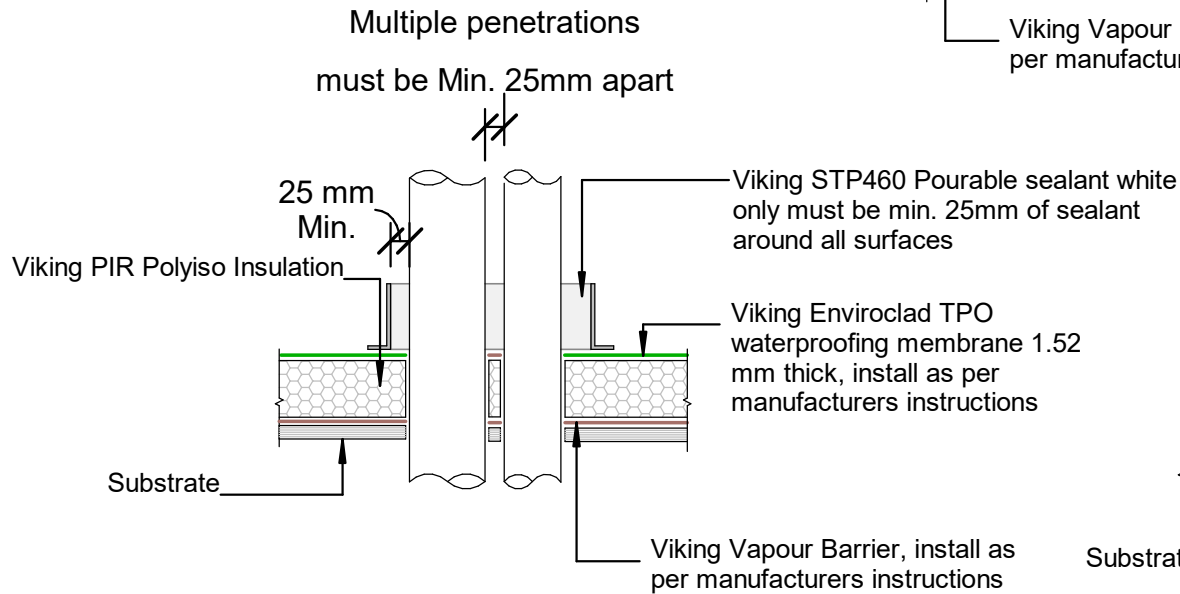 Multiple penetrations
must be Min. 25mm apart
Viking Vapour
per
25 mm
Min.
Viking PIR Polyiso Insulation
Viking STP460 Pourable sealant white
only must be min. 25mm of sealant
around all surfaces
Viking Enviroclad TPO
waterproofing membrane 1.52
mm thick, install as per
manufacturers instructions
Substrate
Viking Vapour Barrier, install as
per manufacturers instructions